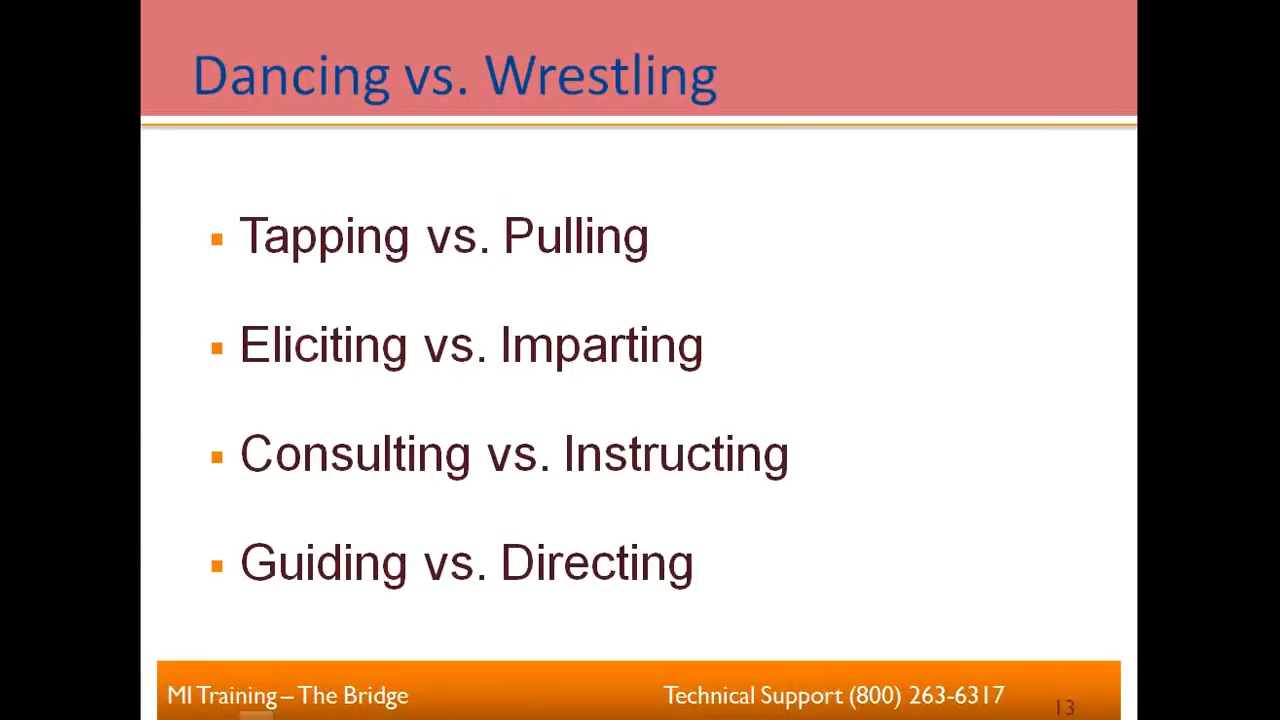 Dancing vs. Wrestling
Tapping vs. Pulling
Eliciting vs. Imparting
Consulting vs. Instructing
Guiding vs. Directing
MI Training – The Bridge Technical Support (800) 263-6317 13